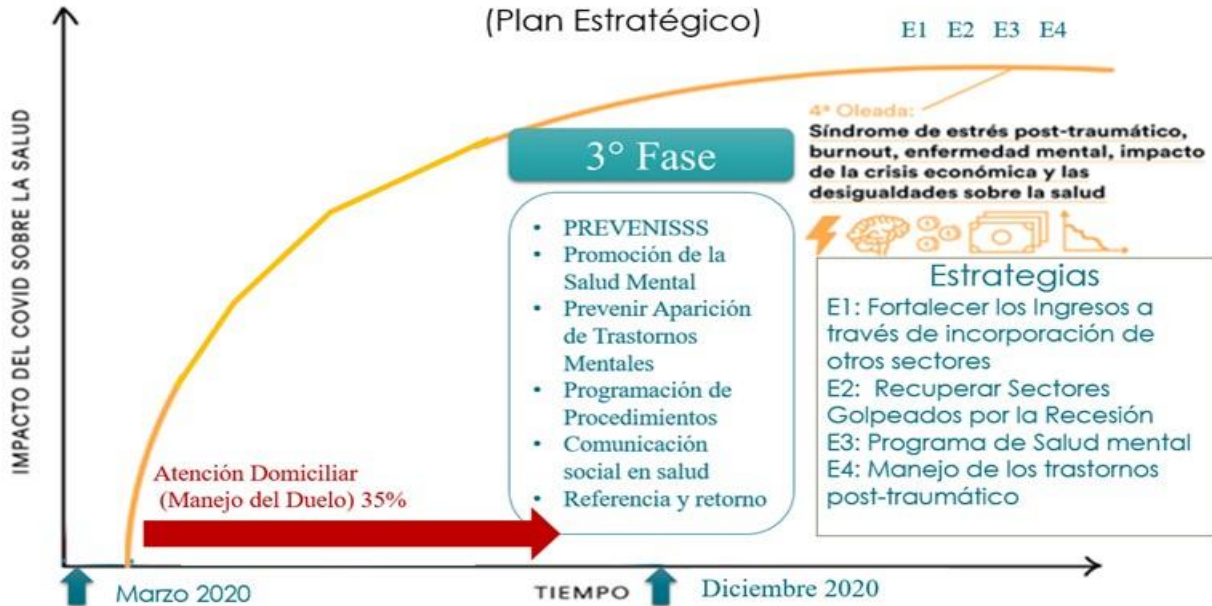 (Plan Estratégico)
E1 E2 E3 E4
IMPACTO DEL COVID SOBRE LA SALUD
4ª Oleada:
Síndrome de estrés post-traumático,
burnout, enfermedad mental, impacto
de la crisis económica y las
desigualdades sobre la salud
3° Fase
• PREVENISSS
• Promoción de la
Salud Mental
• Prevenir Aparición
de Trastornos
Mentales
• Programación de
Procedimientos
• Comunicación
social en salud
• Referencia y retorno
Estrategias
E1: Fortalecer los Ingresos a
través de incorporación de
otros sectores
E2: Recuperar Sectores
Golpeados por la Recesión
E3: Programa de Salud mental
E4: Manejo de los trastornos
post-traumático
Atención Domiciliar
(Manejo del Duelo) 35%
Marzo 2020
TIEMPO
Diciembre 2020